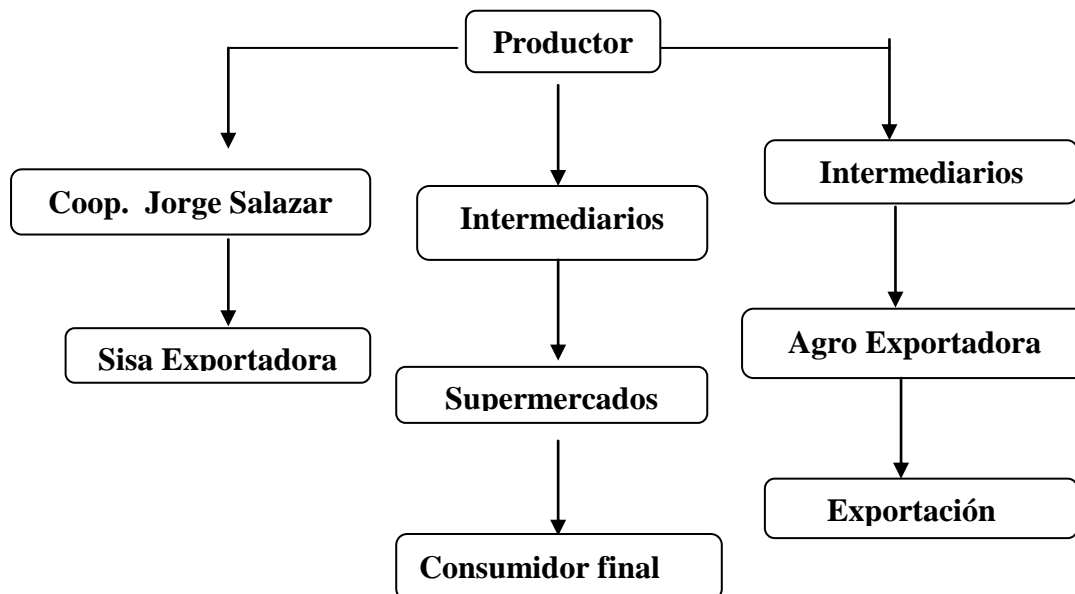 Productor
Coop. Jorge Salazar
Intermediarios
Intermediarios
Sisa Exportadora
Supermercados
Agro Exportadora
Consumidor final
Exportación